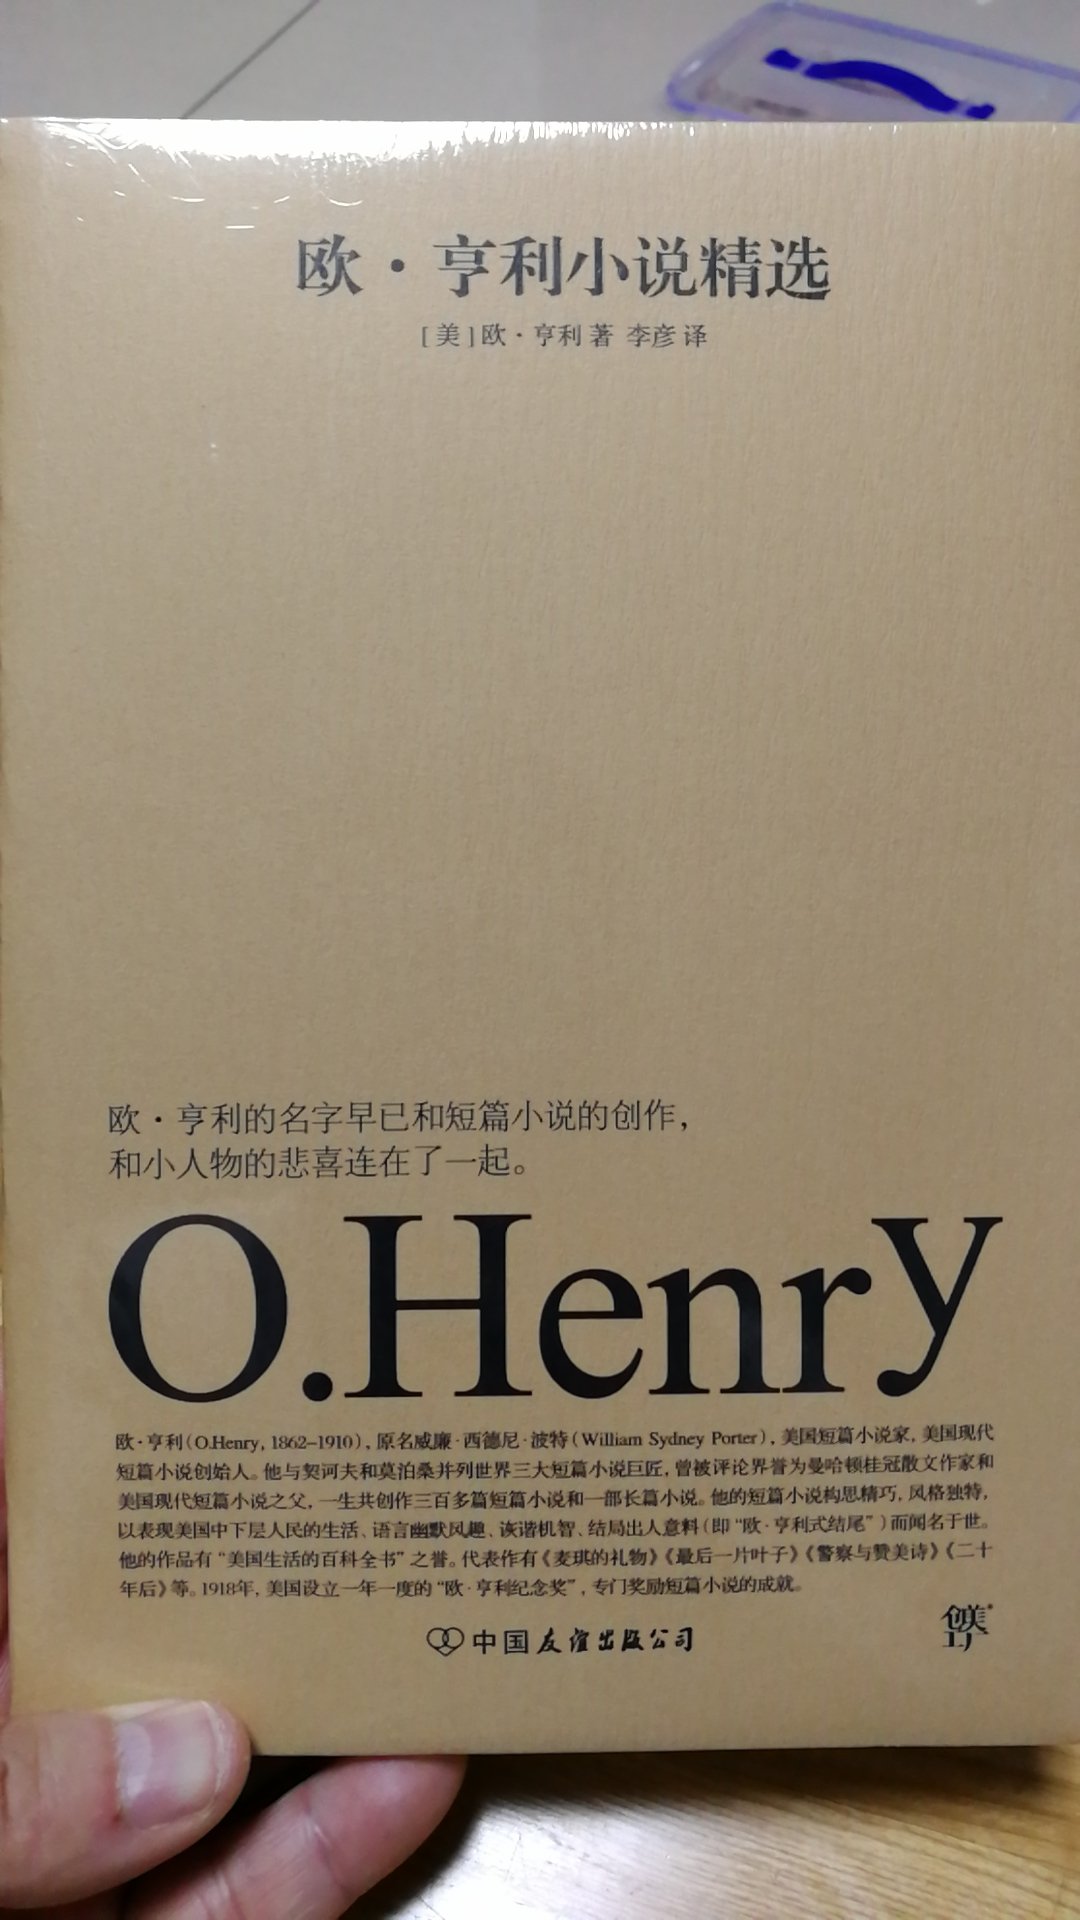 欧·亨利小说精选
[美]欧·亨利 著 李彦 译
欧·亨利的名字早已和短篇小说的创作，
和小人物的悲喜连在了一起。
O.Henry
欧·亨利（O.Henry, 1862–1910），原名威廉·西德尼·波特（William Sydney Porter），美国短篇小说家，美国现代
短篇小说创始人。他与契诃夫和莫泊桑并列世界三大短篇小说巨匠，曾被评论界誉为曼哈顿桂冠散文作家和
美国现代短篇小说之父，一生共创作三百多篇短篇小说和一部长篇小说。他的短篇小说构思精巧，风格独特，
以表现美国中下层人民的生活、语言幽默风趣、诙谐机智、结局出人意料（即“欧·亨利式结尾”）而闻名于世。
他的作品有“美国生活的百科全书”之誉。代表作有《麦琪的礼物》《最后一片叶子》《警察与赞美诗》《二十
年后》等。1918年，美国设立一年一度的“欧·亨利纪念奖”，专门奖励短篇小说的成就。
中国友谊出版公司
创美
工厂